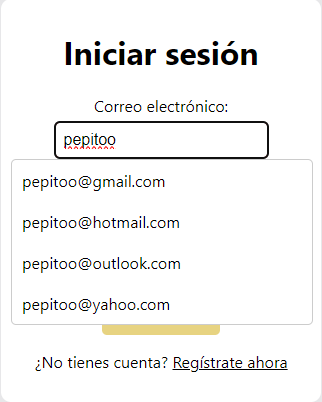 Iniciar sesión
Correo electrónico:
pepitoo
pepitoo@gmail.com
pepitoo@hotmail.com
pepitoo@outlook.com
pepitoo@yahoo.com
¿No tienes cuenta? Regístrate ahora